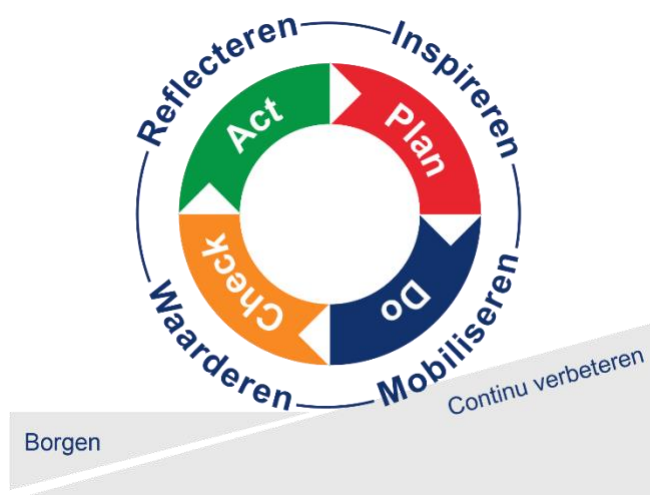 Reflecteren
Inspireren
Act
Plan
Check
Do
Waarderen
Mobiliseren
Continu verbeteren
Borgen